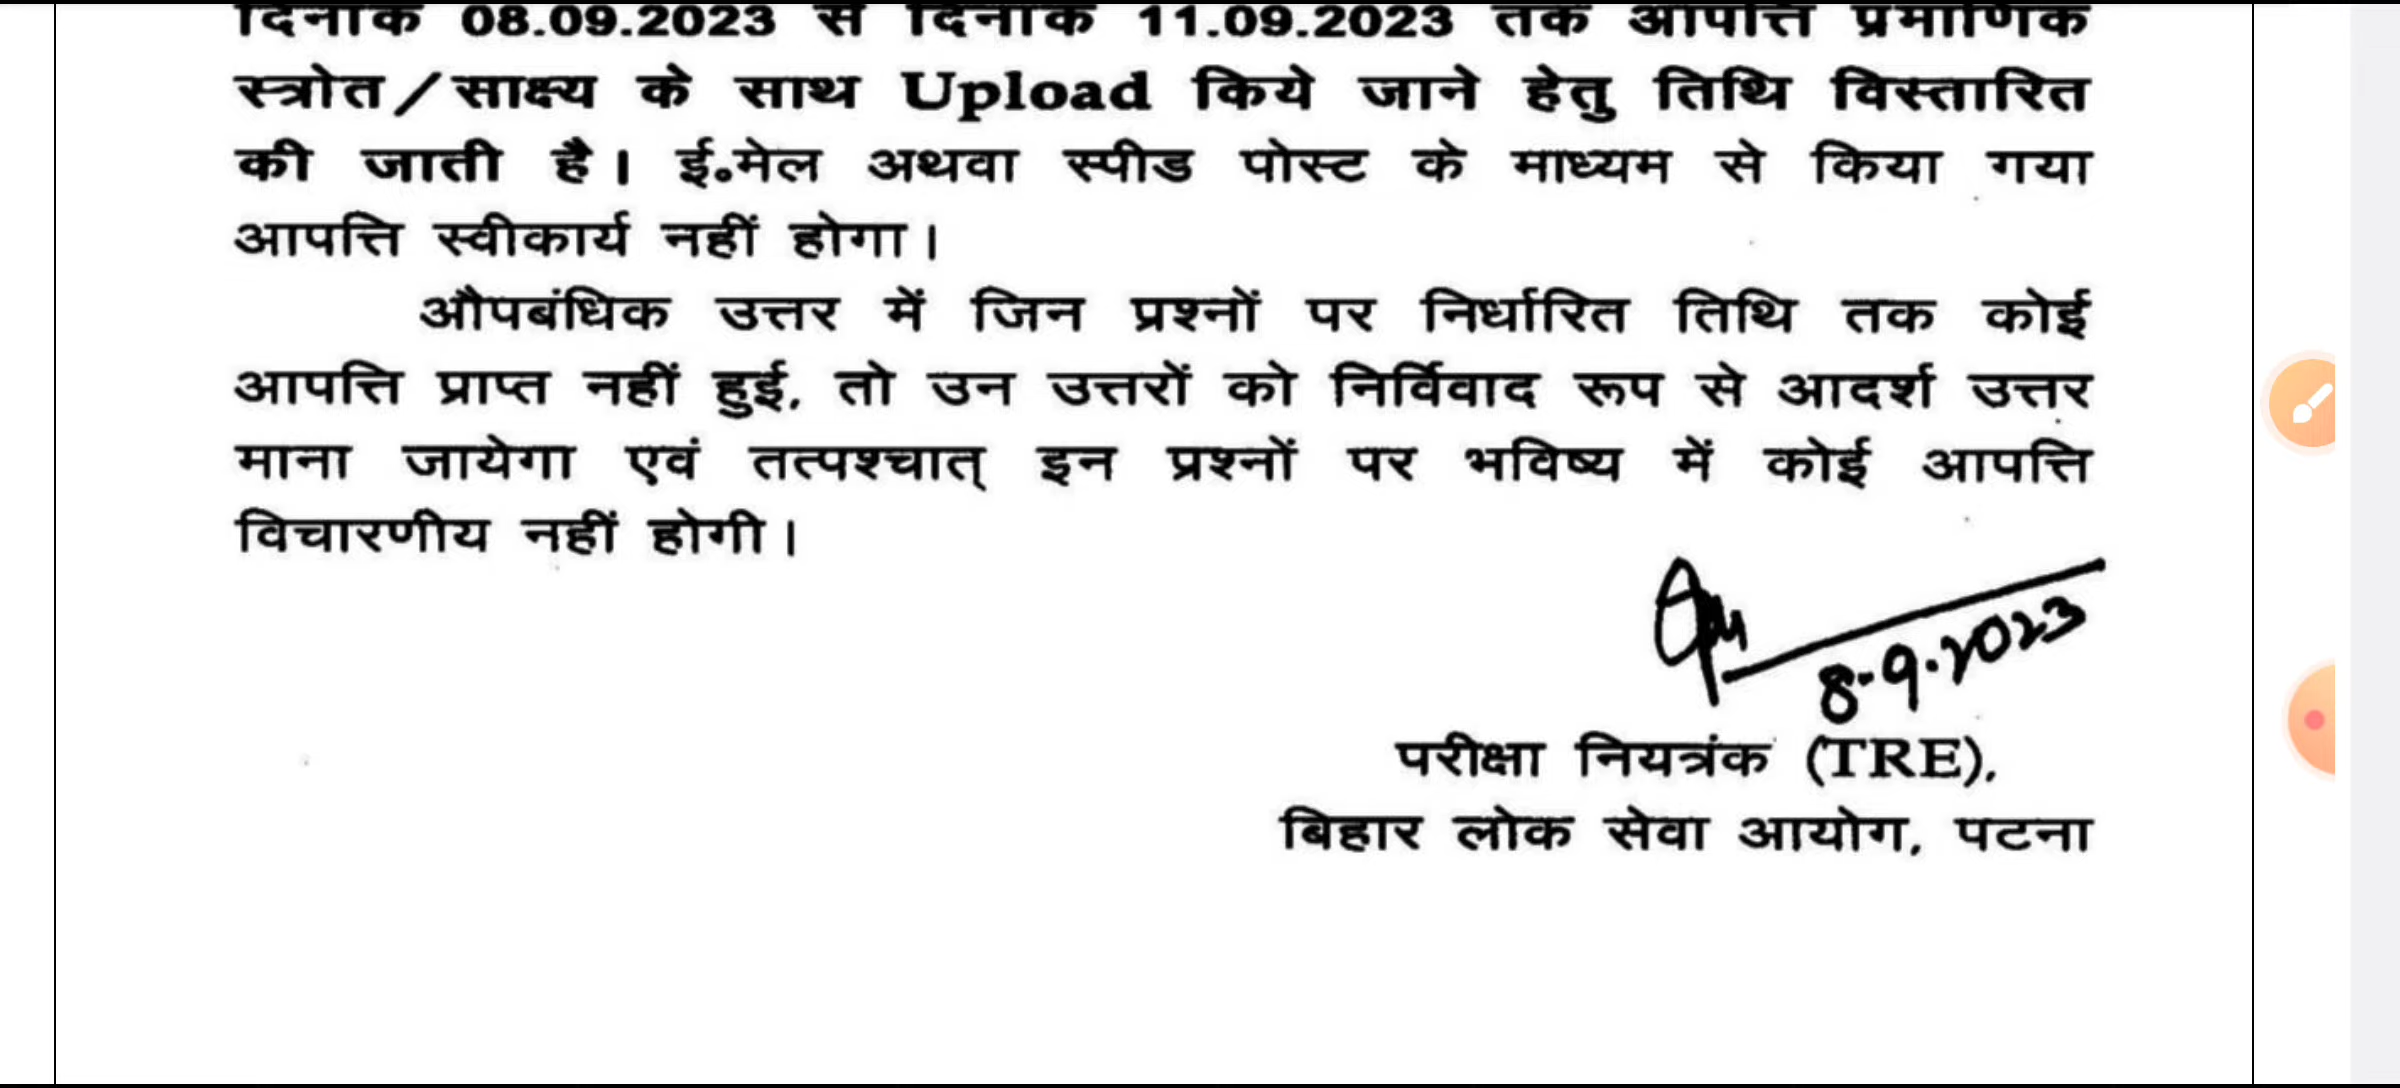 दिनांक 08.09.2023 से दिनांक 11.09.2023 तक आपत्ति प्रमाणिक
स्त्रोत/साक्ष्य के साथ Upload किये जाने हेतु तिथि विस्तारित
की जाती है। ई॰मेल अथवा स्पीड पोस्ट के माध्यम से किया गया
आपत्ति स्वीकार्य नहीं होगा।
औपबंधिक उत्तर में जिन प्रश्नों पर निर्धारित तिथि तक कोई
आपत्ति प्राप्त नहीं हुई, तो उन उत्तरों को निर्विवाद रूप से आदर्श उत्तर
माना जायेगा एवं तत्पश्चात् इन प्रश्नों पर भविष्य में कोई आपत्ति
विचारणीय नहीं होगी।
8.9.2023
परीक्षा नियत्रंक (TRE),
बिहार लोक सेवा आयोग, पटना